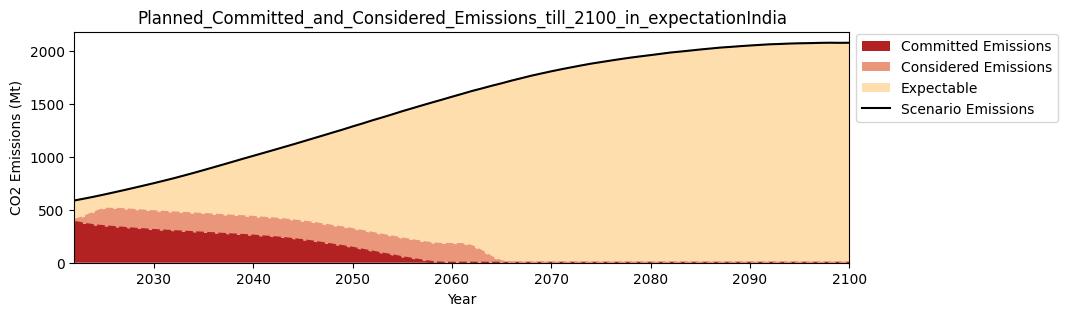 Planned_Committed_and_Considered_Emissions_till_2100_in_expectationIndia
Committed Emissions
Considered Emissions
Expectable
Scenario Emissions
CO2 Emissions (Mt)
2000
1500
1000
500
0
2030 2040 2050 2060 2070 2080 2090 2100
Year